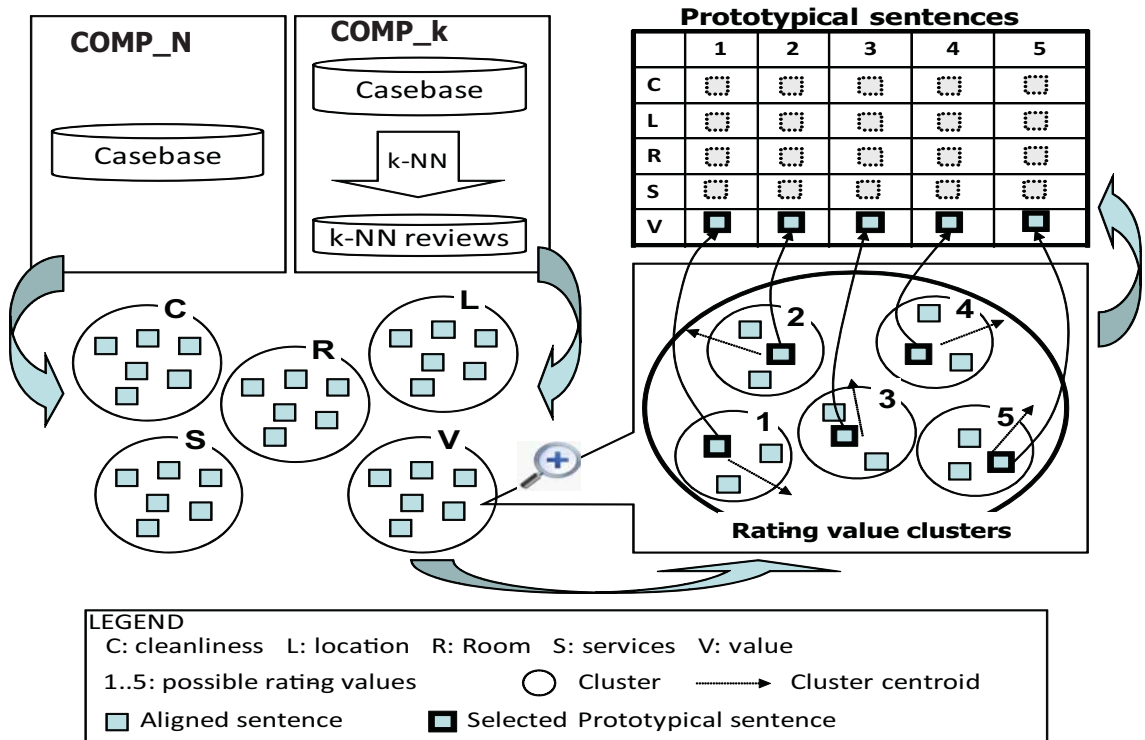 COMP_N
Casebase
COMP_k
Casebase
k-NN
k-NN reviews
Prototypical sentences
1 2 3 4 5
C
L
R
S
V
C
L
R
S
V
2
4
3
1
5
Rating value clusters
LEGEND
C: cleanliness L: location R: Room S: services V: value
1..5: possible rating values Cluster Cluster centroid
Aligned sentence Selected Prototypical sentence